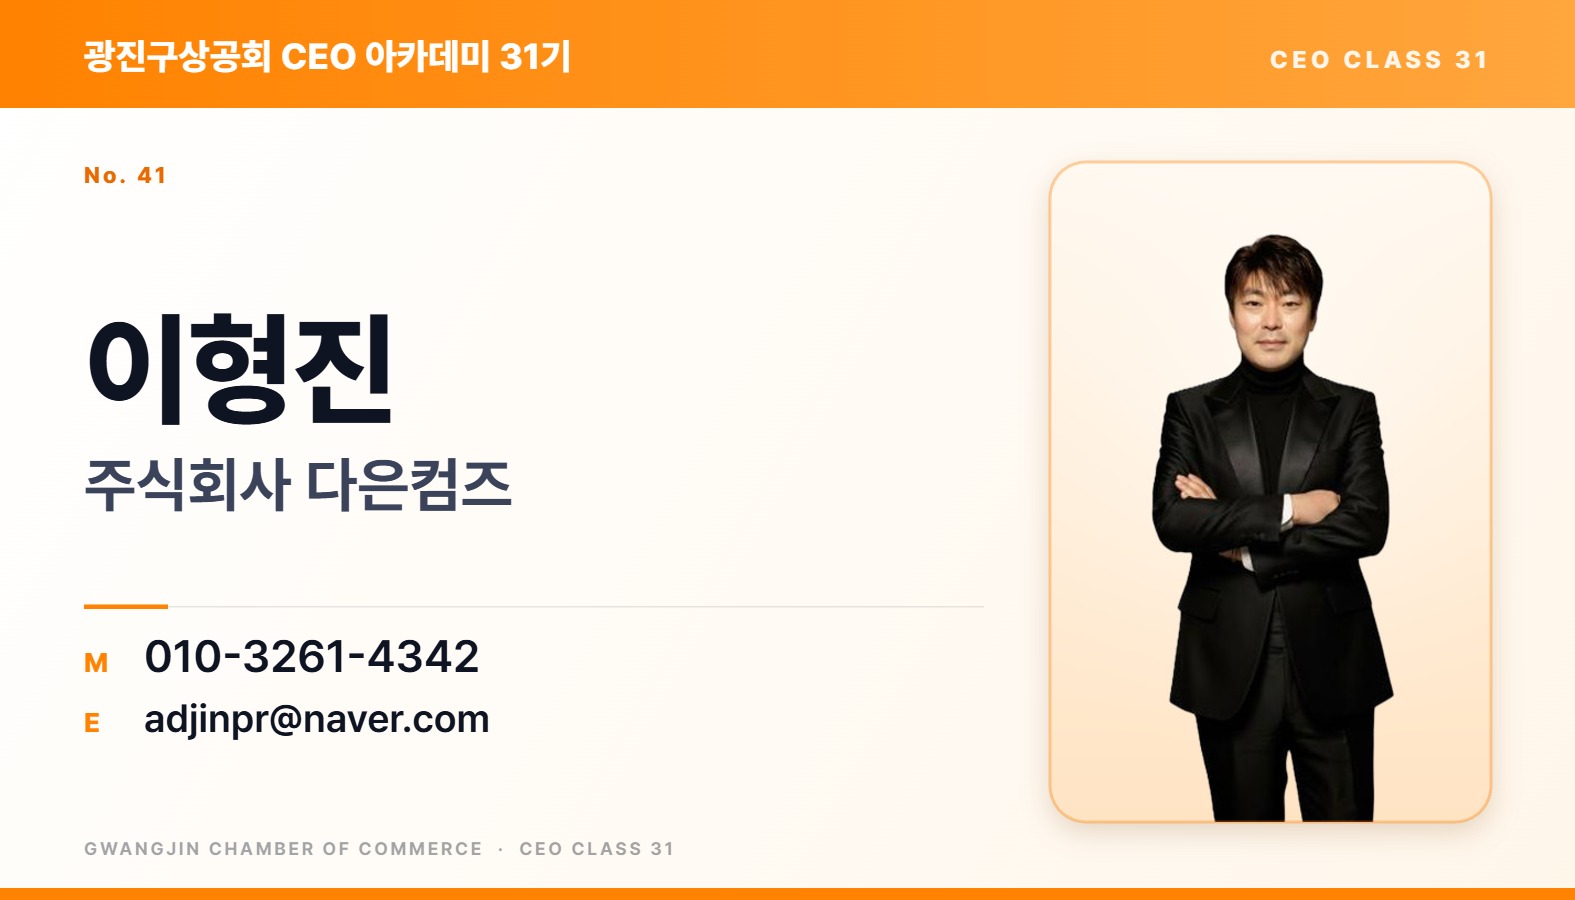 광진구상공회 CEO 아카데미 31기
CEO CLASS 31
No. 41
이형진
주식회사 다은컴즈
M 010-3261-4342
E adjinpr@naver.com
GWANGJIN CHAMBER OF COMMERCE · CEO CLASS 31